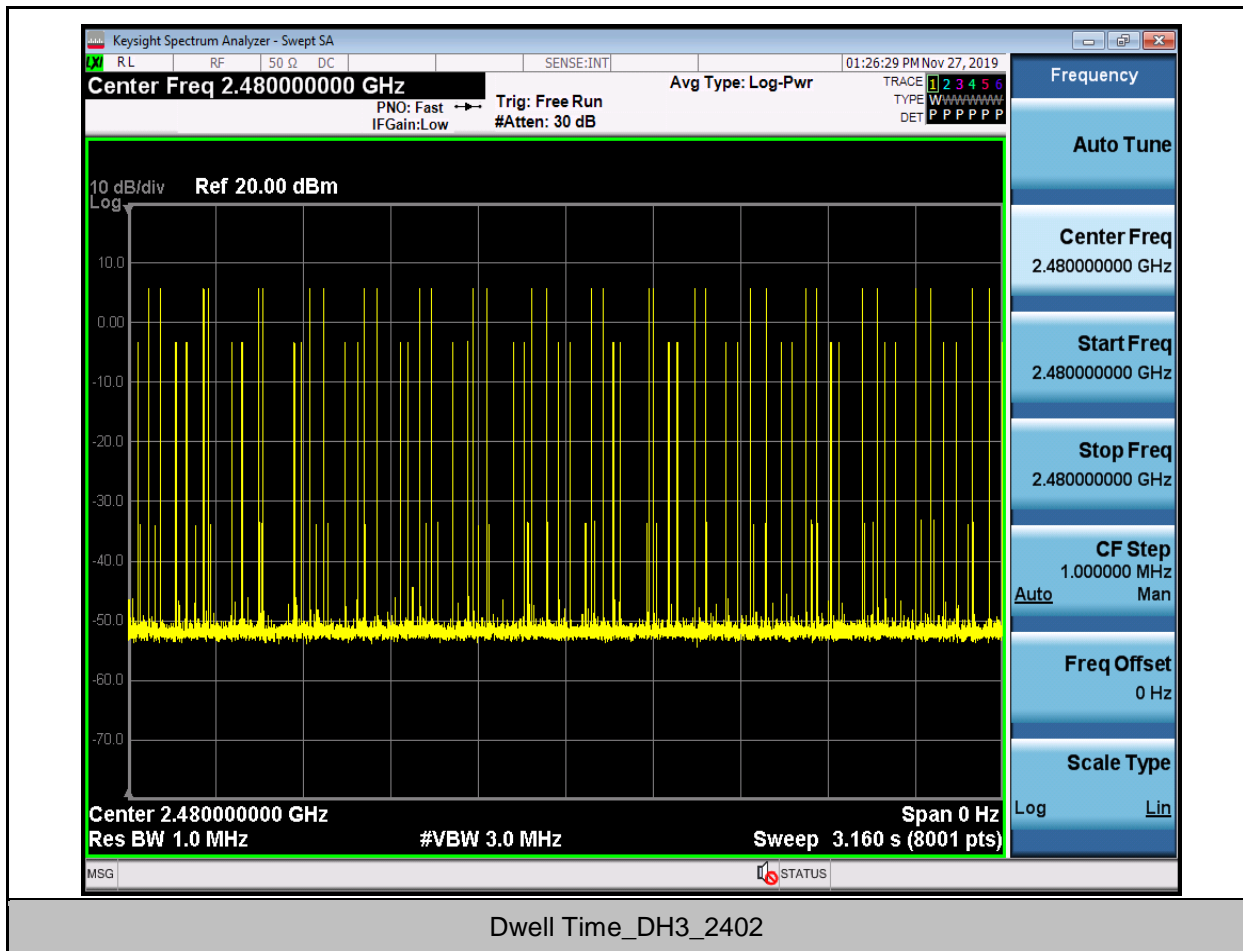 Keysight Spectrum Analyzer - Swept SA
LXI RL RF 50 Ω DC SENSE:INT 01:26:29 PM Nov 27, 2019
Center Freq 2.480000000 GHz
PNO: Fast
IFGain:Low
Trig: Free Run
#Atten: 30 dB
Avg Type: Log-Pwr
TRACE 1 2 3 4 5 6
TYPE WWWWWW
DET P P P P P P
10 dB/div
Log
Ref 20.00 dBm
10.0
0.00
-10.0
-20.0
-30.0
-40.0
-50.0
-60.0
-70.0
Center 2.480000000 GHz
Span 0 Hz
Res BW 1.0 MHz
#VBW 3.0 MHz
Sweep 3.160 s (8001 pts)
MSG
STATUS
Frequency
Auto Tune
Center Freq
2.480000000 GHz
Start Freq
2.480000000 GHz
Stop Freq
2.480000000 GHz
CF Step
1.000000 MHz
Auto Man
Freq Offset
0 Hz
Scale Type
Log Lin
Dwell Time_DH3_2402